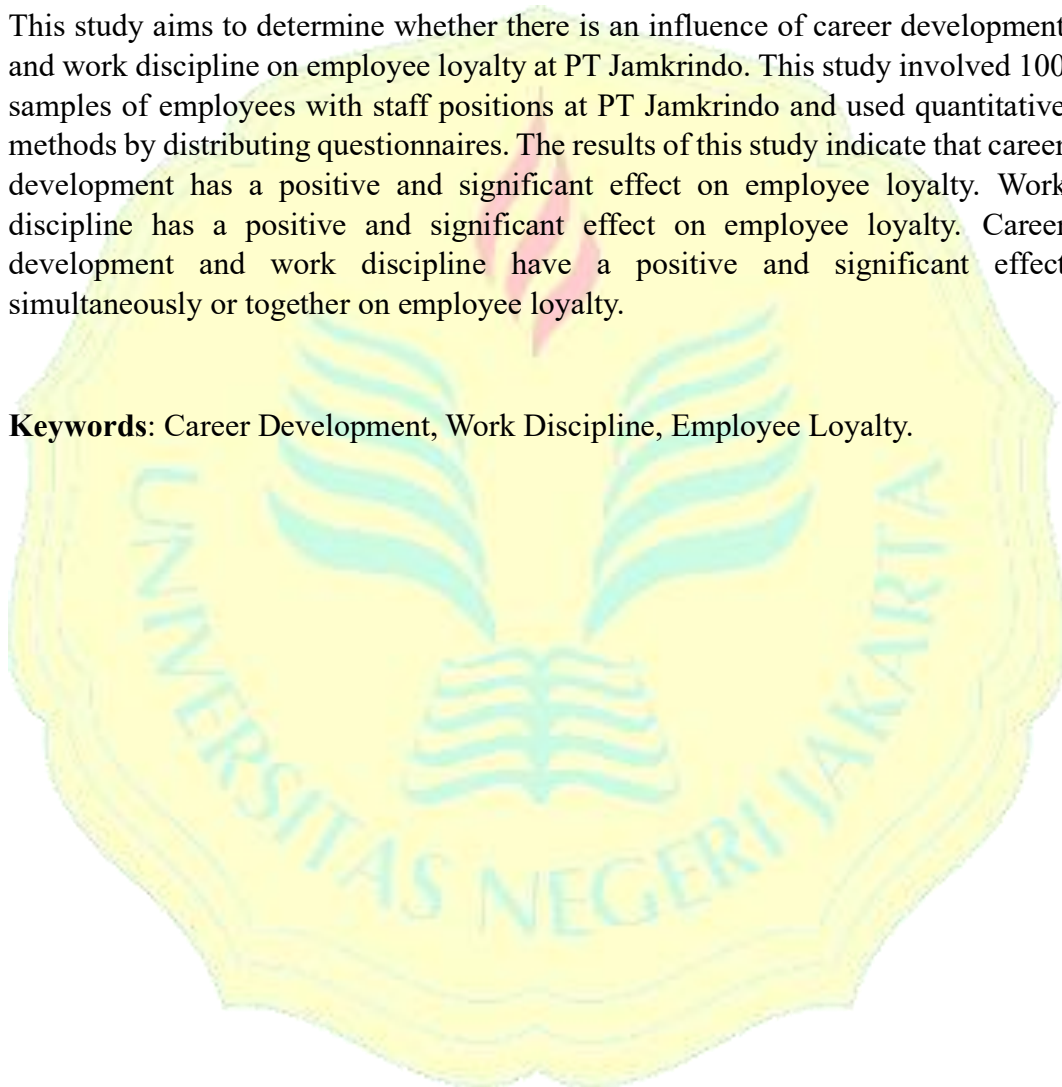 This study aims to determine whether there is an influence of career development
and work discipline on employee loyalty at PT Jamkrindo. This study involved 100
samples of employees with staff positions at PT Jamkrindo and used quantitative
methods by distributing questionnaires. The results of this study indicate that career
development has a positive and significant effect on employee loyalty. Work
discipline has a positive and significant effect on employee loyalty. Career
development and work discipline have a positive and significant effect
simultaneously or together on employee loyalty.
Keywords: Career Development, Work Discipline, Employee Loyalty.
UNIVERSITAS NEGERI JAKARTA